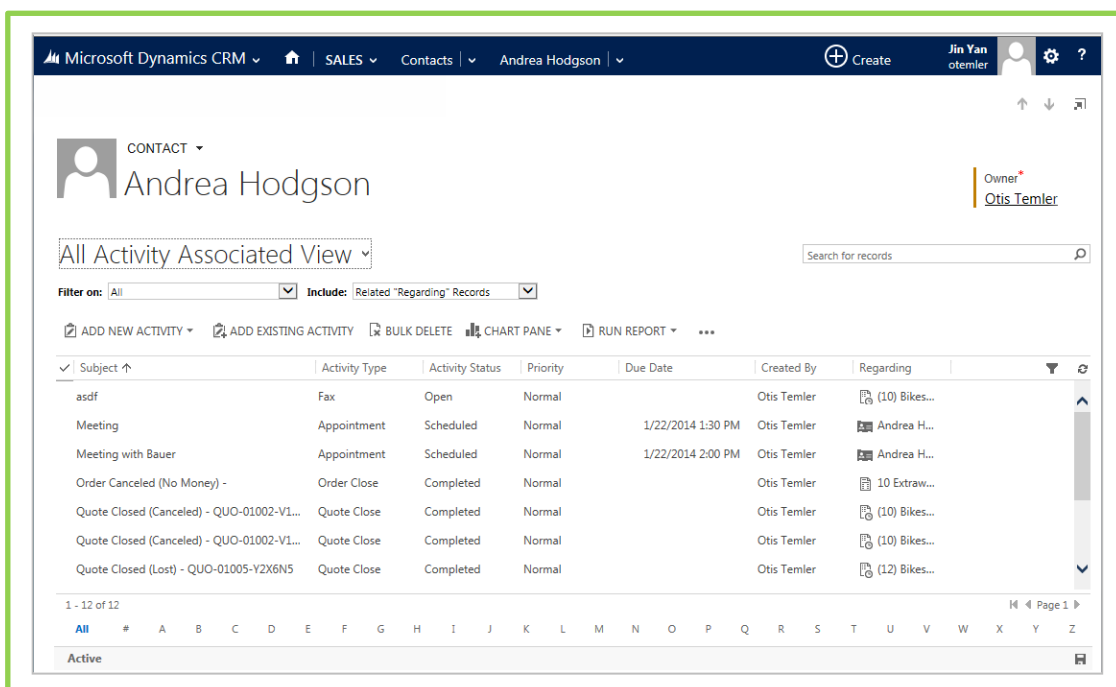 Microsoft Dynamics CRM SALES Contacts Andrea Hodgson Create Jin Yan ?
otemler
CONTACT
Andrea Hodgson
Owner*
Otis Temler
All Activity Associated View
Search for records
Filter on: All Include: Related "Regarding" Records
ADD NEW ACTIVITY ADD EXISTING ACTIVITY BULK DELETE CHART PANE RUN REPORT ...
Subject Activity Type Activity Status Priority Due Date Created By Regarding
asdf Fax Open Normal Otis Temler (10) Bikes...
Meeting Appointment Scheduled Normal 1/22/2014 1:30 PM Otis Temler Andrea H...
Meeting with Bauer Appointment Scheduled Normal 1/22/2014 2:00 PM Otis Temler Andrea H...
Order Canceled (No Money) - Order Close Completed Normal Otis Temler 10 Extraw...
Quote Closed (Canceled) - QUO-01002-V1... Quote Close Completed Normal Otis Temler (10) Bikes...
Quote Closed (Canceled) - QUO-01002-V1... Quote Close Completed Normal Otis Temler (10) Bikes...
Quote Closed (Lost) - QUO-01005-Y2X6N5 Quote Close Completed Normal Otis Temler (12) Bikes...
1 - 12 of 12 Page 1
All # A B C D E F G H I J K L M N O P Q R S T U V W X Y Z
Active